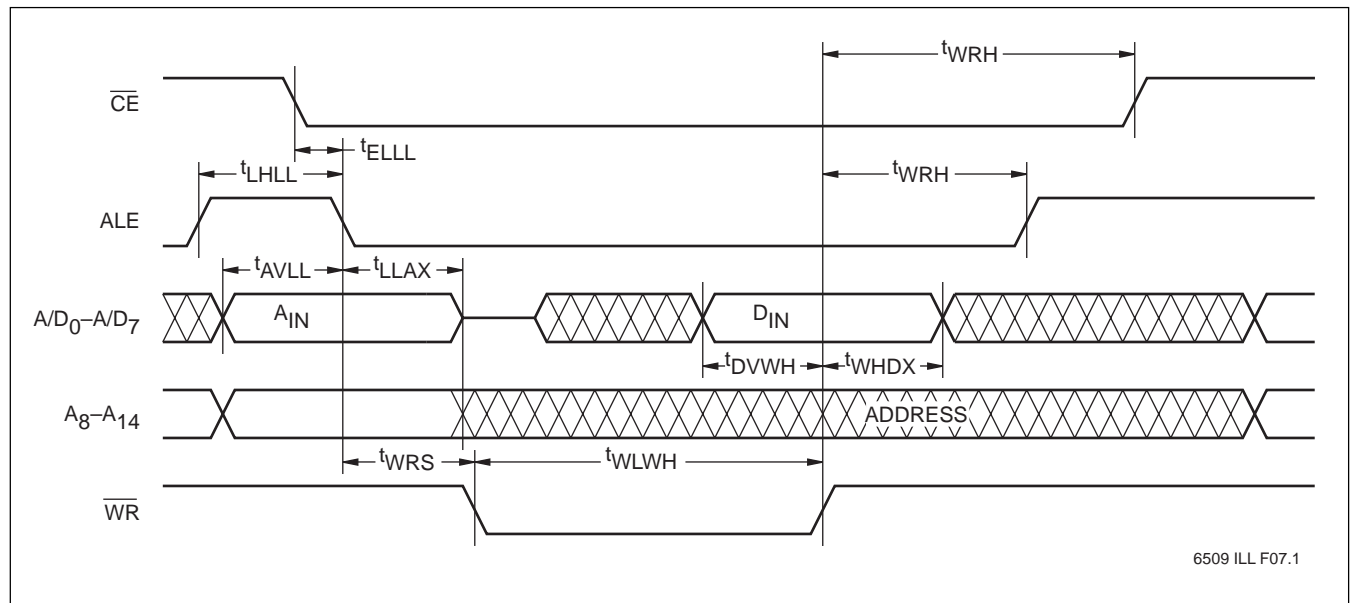 tWRH
CE
tELLL
tLHLL
tWRH
ALE
tAVLL tLLAX
A/D0–A/D7 AIN DIN
tDVWH tWHDX
A8–A14 ADDRESS
tWRS tWLWH
WR
6509 ILL F07.1